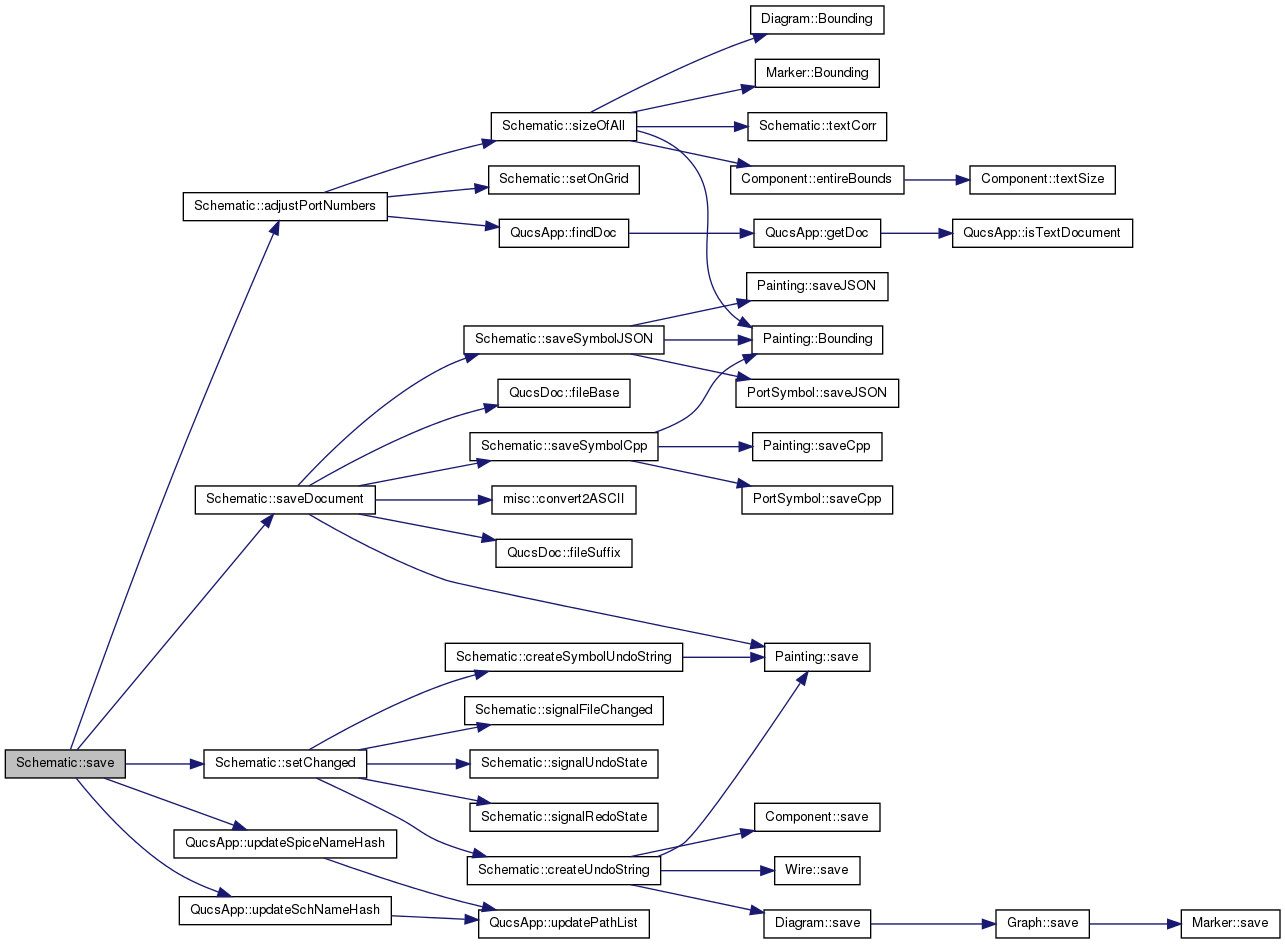 Diagram::Bounding
Marker::Bounding
Schematic::sizeOfAll
Schematic::textCorr
Schematic::setOnGrid
Component::entireBounds
Component::textSize
Schematic::adjustPortNumbers
QucsApp::findDoc
QucsApp::getDoc
QucsApp::isTextDocument
Painting::saveJSON
Schematic::saveSymbolJSON
Painting::Bounding
QucsDoc::fileBase
PortSymbol::saveJSON
Schematic::saveSymbolCpp
Painting::saveCpp
Schematic::saveDocument
misc::convert2ASCII
PortSymbol::saveCpp
QucsDoc::fileSuffix
Schematic::createSymbolUndoString
Painting::save
Schematic::signalFileChanged
Schematic::save
Schematic::setChanged
Schematic::signalUndoState
Schematic::signalRedoState
Component::save
QucsApp::updateSpiceNameHash
Schematic::createUndoString
Wire::save
QucsApp::updateSchNameHash
QucsApp::updatePathList
Diagram::save
Graph::save
Marker::save